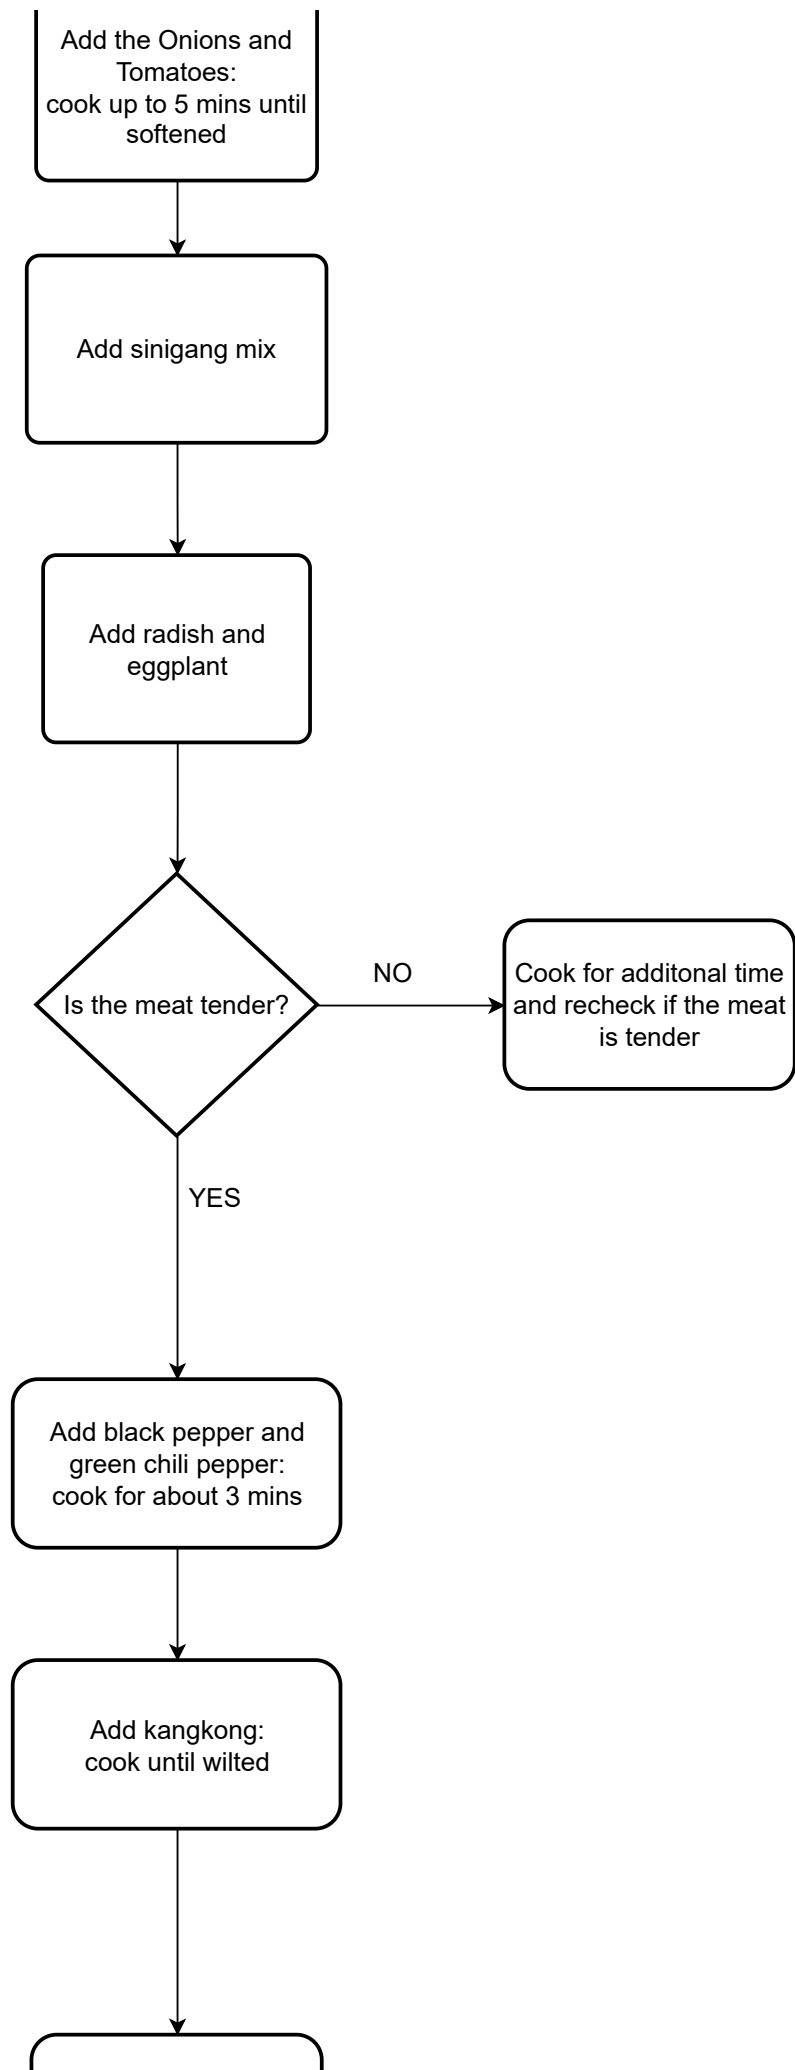 Add the Onions and
Tomatoes:
cook up to 5 mins until
softened
Add sinigang mix
Add radish and
eggplant
Is the meat tender?
NO
Cook for additonal time
and recheck if the meat
is tender
YES
Add black pepper and
green chili pepper:
cook for about 3 mins
Add kangkong:
cook until wilted